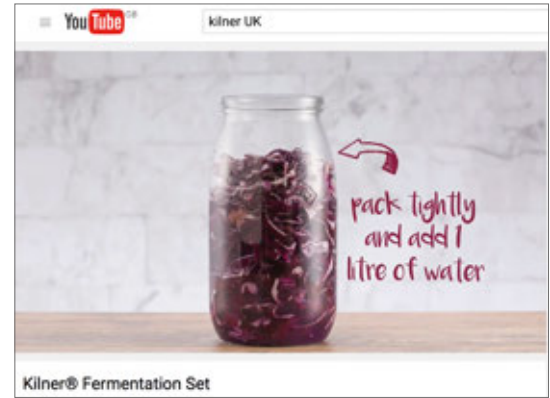 YouTube GB
kilner UK
pack tightly
and add 1
litre of water
Kilner® Fermentation Set